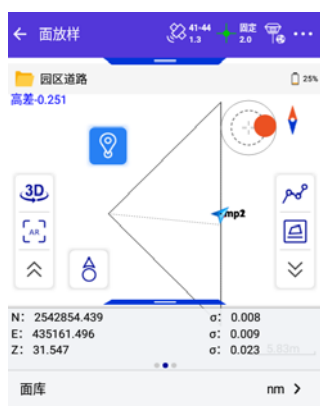 面放样
41-44
1.3
固定
2.0
园区道路
25%
高差-0.251
3D
AR
mp2
N: 2542854.439 σ: 0.008
E: 435161.496 σ: 0.009
Z: 31.547 σ: 0.023
5.83m
面库 nm